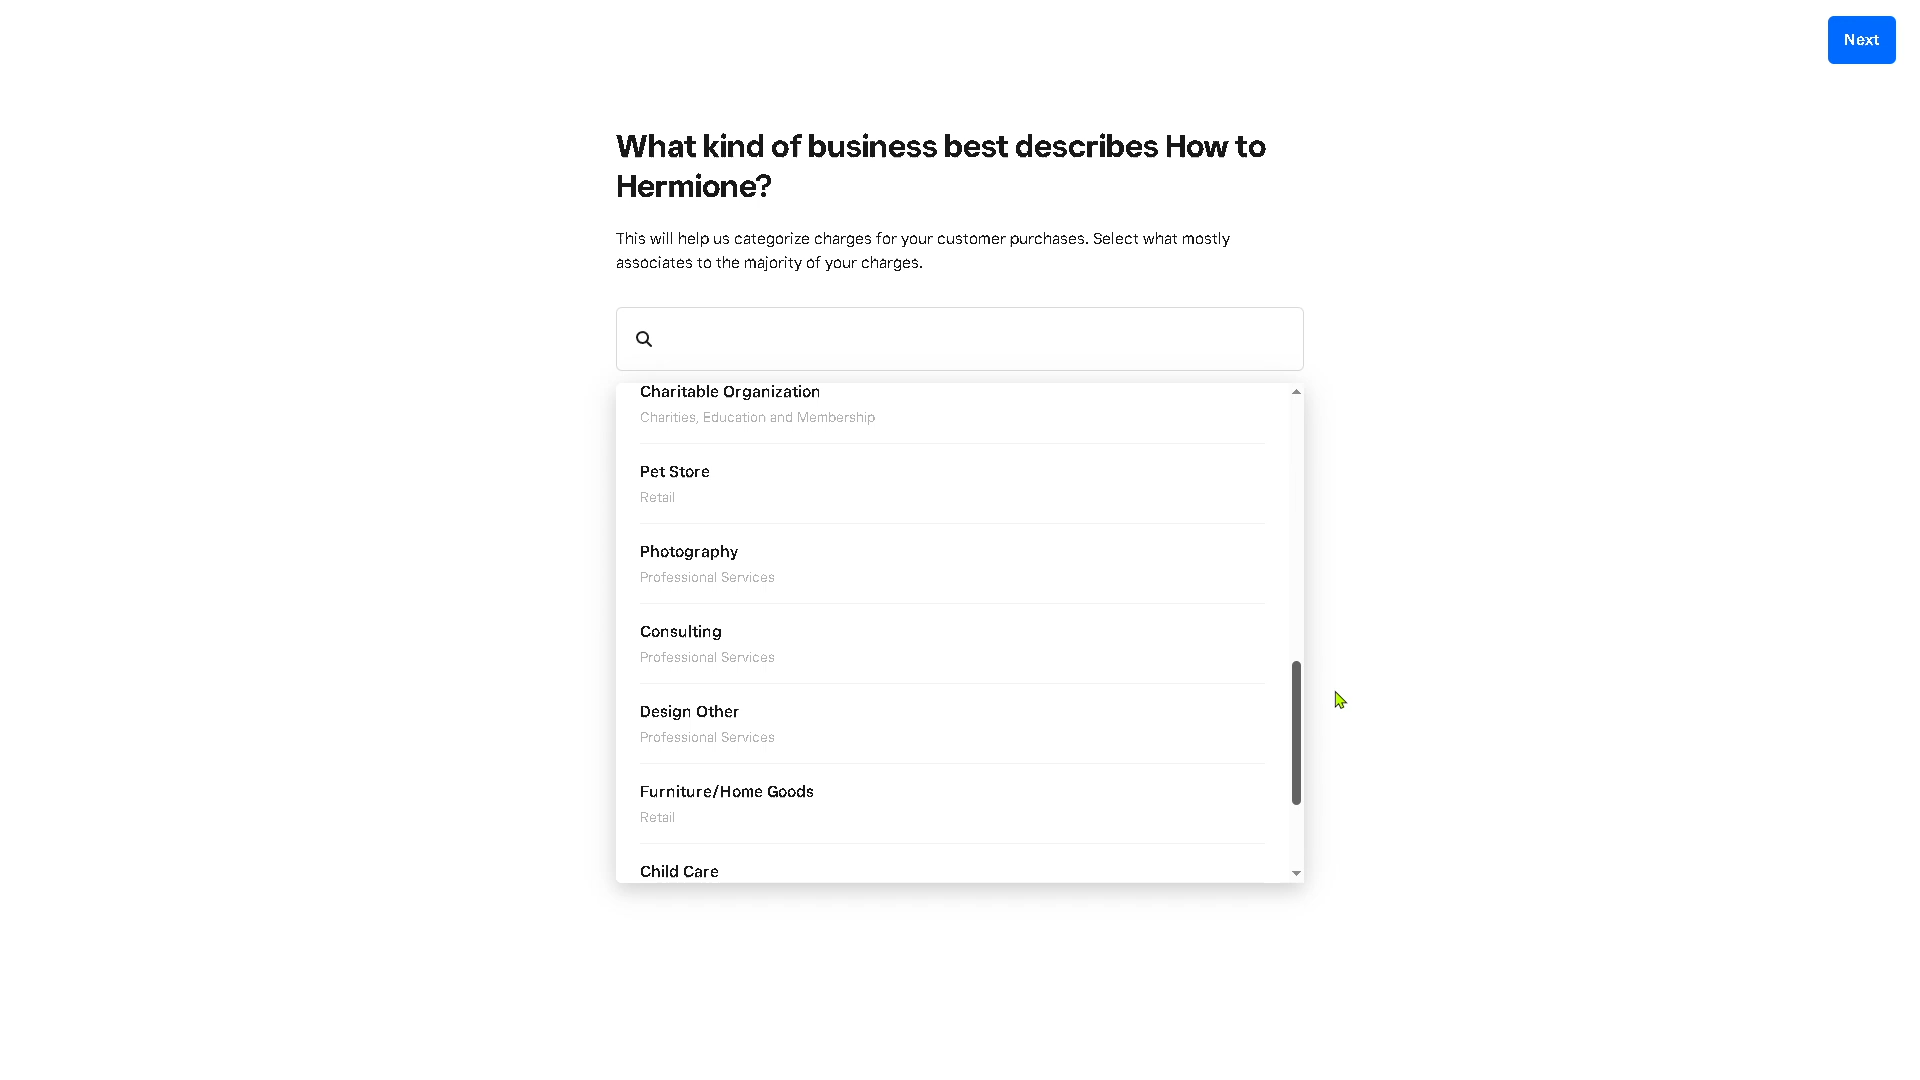 Next
What kind of business best describes How to
Hermione?
This will help us categorize charges for your customer purchases. Select what mostly
associates to the majority of your charges.
Charitable Organization
Charities, Education and Membership
Pet Store
Retail
Photography
Professional Services
Consulting
Professional Services
Design Other
Professional Services
Furniture/Home Goods
Retail
Child Care